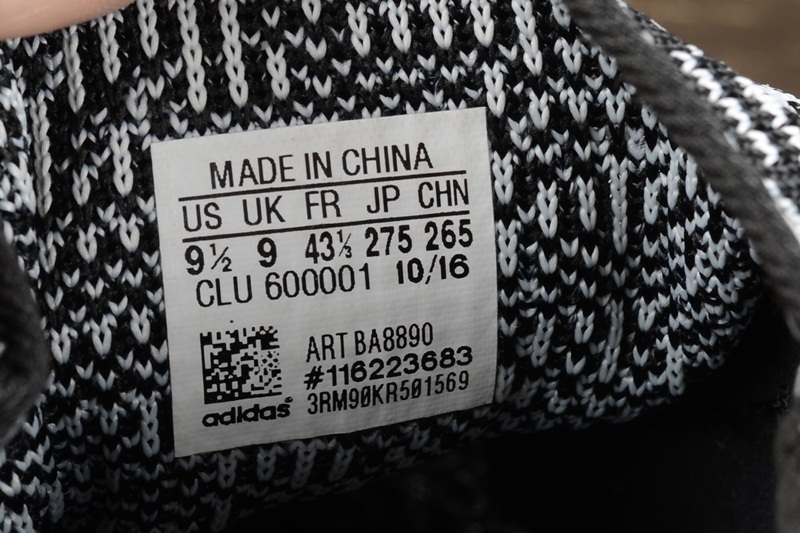 MADE IN CHINA
US UK FR JP CHN
9½ 9 43⅓ 275 265
CLU 600001 10/16
ART BA8890
#116223683
adidas 3RM90KR501569